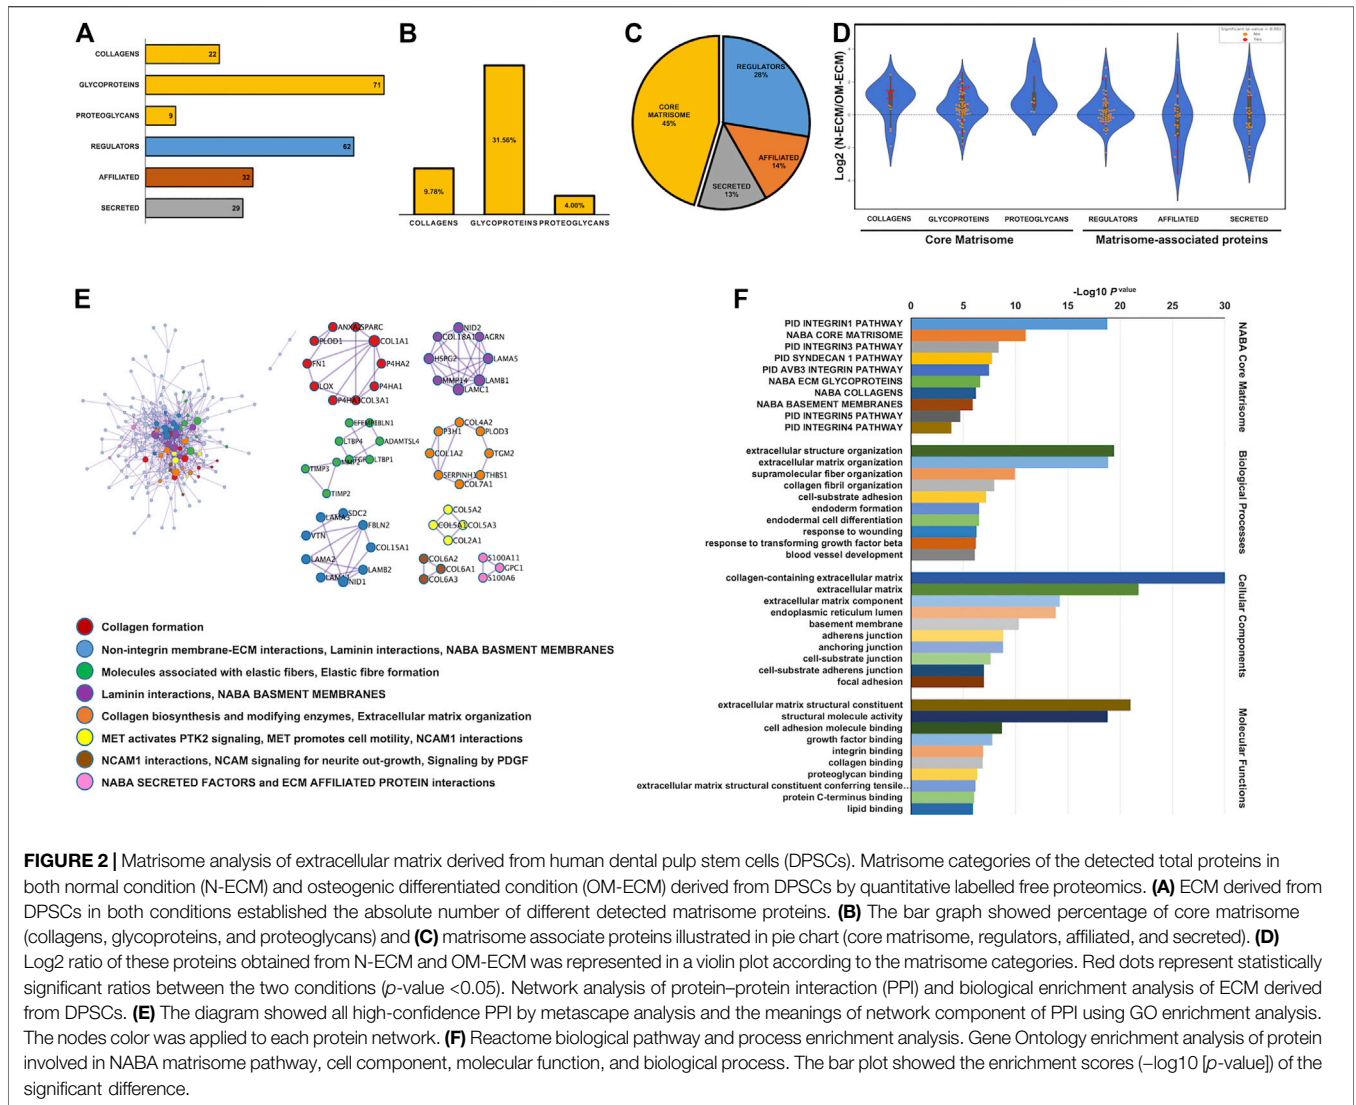 A
COLLAGENS
22
GLYCOPROTEINS
71
PROTEOGLYCANS
9
REGULATORS
62
AFFILIATED
32
SECRETED
29
B
9.78%
31.56%
4.00%
COLLAGENS GLYCOPROTEINS PROTEOGLYCANS
C
REGULATORS
28%
CORE
MATRISOME
45%
AFFILIATED
14%
SECRETED
13%
D
Log2 (N-ECM/OM-ECM)
COLLAGENS GLYCOPROTEINS PROTEOGLYCANS REGULATORS AFFILIATED SECRETED
Core Matrisome Matrisome-associated proteins
E
ANXA2 SPARC
PLOD1 COL1A1
FN1 P4HA2
LOX P4HA1
P4HA3 COL3A1
NID2
COL18A1 AGRN
HSPG2 LAMA5
MMP14 LAMB1
LAMC1
EFEMP2 FBLN1
LTBP4 ADAMTSL4
LTBP1
TIMP3 MMP2
TIMP2
COL4A2
P3H1 PLOD3
COL1A2 TGM2
SERPINH1 THBS1
COL7A1
SDC2
LAMA3 FBLN2
VTN
COL15A1
LAMA2 LAMB2
NID1
COL5A2
COL5A1 COL5A3
COL2A1
COL6A2
COL6A1
COL6A3
S100A11
GPC1
S100A6
Collagen formation
Non-integrin membrane-ECM interactions, Laminin interactions, NABA BASMENT MEMBRANES
Molecules associated with elastic fibers, Elastic fibre formation
Laminin interactions, NABA BASMENT MEMBRANES
Collagen biosynthesis and modifying enzymes, Extracellular matrix organization
MET activates PTK2 signaling, MET promotes cell motility, NCAM1 interactions
NCAM1 interactions, NCAM signaling for neurite out-growth, Signaling by PDGF
NABA SECRETED FACTORS and ECM AFFILIATED PROTEIN interactions
F
-Log10 P value
0 5 10 15 20 25 30
PID INTEGRIN1 PATHWAY
NABA CORE MATRISOME
PID INTEGRIN3 PATHWAY
PID SYNDECAN 1 PATHWAY
PID AVB3 INTEGRIN PATHWAY
NABA ECM GLYCOPROTEINS
NABA COLLAGENS
NABA BASEMENT MEMBRANES
PID INTEGRIN5 PATHWAY
PID INTEGRIN4 PATHWAY
NABA Core Matrisome
extracellular structure organization
extracellular matrix organization
supramolecular fiber organization
collagen fibril organization
cell-substrate adhesion
endoderm formation
endodermal cell differentiation
response to wounding
response to transforming growth factor beta
blood vessel development
Biological Processes
collagen-containing extracellular matrix
extracellular matrix
extracellular matrix component
endoplasmic reticulum lumen
basement membrane
adherens junction
anchoring junction
cell-substrate junction
cell-substrate adherens junction
focal adhesion
Cellular Components
extracellular matrix structural constituent
structural molecule activity
cell adhesion molecule binding
growth factor binding
integrin binding
collagen binding
proteoglycan binding
extracellular matrix structural constituent conferring tensile...
protein C-terminus binding
lipid binding
Molecular Functions
FIGURE 2 | Matrisome analysis of extracellular matrix derived from human dental pulp stem cells (DPSCs). Matrisome categories of the detected total proteins in
both normal condition (N-ECM) and osteogenic differentiated condition (OM-ECM) derived from DPSCs by quantitative labelled free proteomics. (A) ECM derived from
DPSCs in both conditions established the absolute number of different detected matrisome proteins. (B) The bar graph showed percentage of core matrisome
(collagens, glycoproteins, and proteoglycans) and (C) matrisome associate proteins illustrated in pie chart (core matrisome, regulators, affiliated, and secreted). (D)
Log2 ratio of these proteins obtained from N-ECM and OM-ECM was represented in a violin plot according to the matrisome categories. Red dots represent statistically
significant ratios between the two conditions (p-value <0.05). Network analysis of protein–protein interaction (PPI) and biological enrichment analysis of ECM derived
from DPSCs. (E) The diagram showed all high-confidence PPI by metascape analysis and the meanings of network component of PPI using GO enrichment analysis.
The nodes color was applied to each protein network. (F) Reactome biological pathway and process enrichment analysis. Gene Ontology enrichment analysis of protein
involved in NABA matrisome pathway, cell component, molecular function, and biological process. The bar plot showed the enrichment scores (−log10 [p-value]) of the
significant difference.